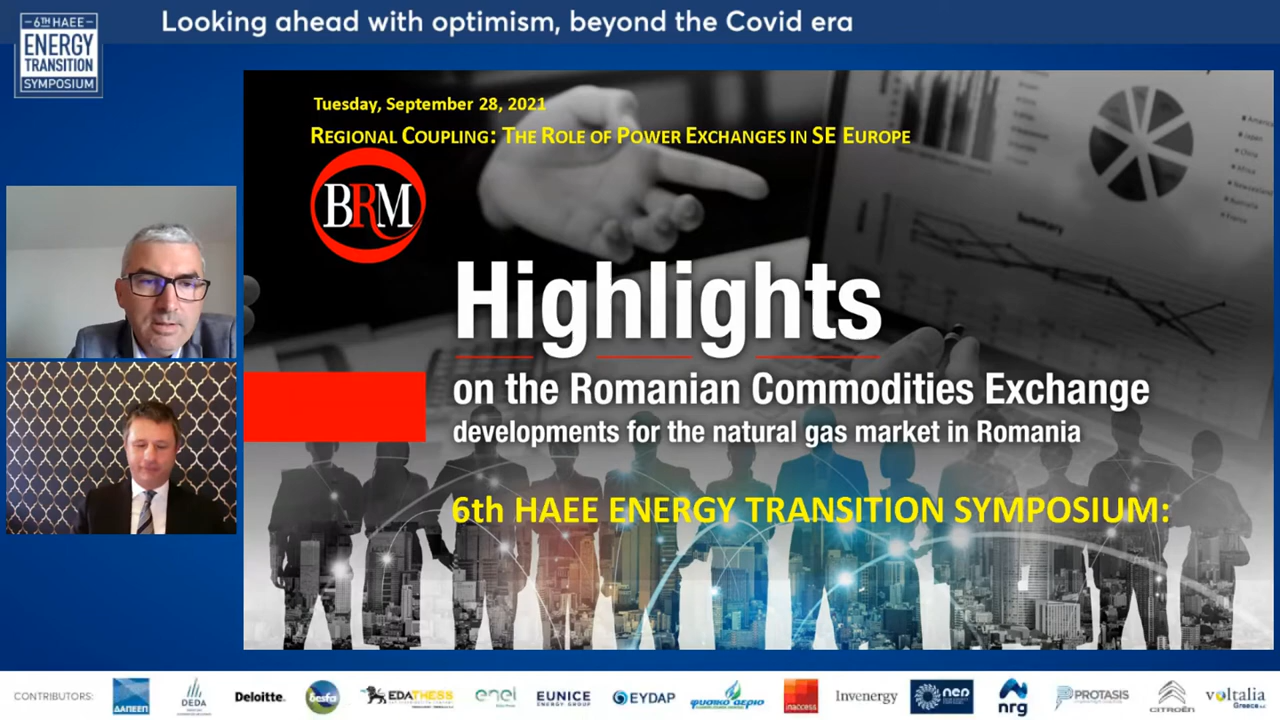 6TH HAEE
ENERGY
TRANSITION
SYMPOSIUM
Looking ahead with optimism, beyond the Covid era
Tuesday, September 28, 2021
REGIONAL COUPLING: THE ROLE OF POWER EXCHANGES IN SE EUROPE
BRM
Summary
Highlights
on the Romanian Commodities Exchange
developments for the natural gas market in Romania
6th HAEE ENERGY TRANSITION SYMPOSIUM:
CONTRIBUTORS:
ΔΑΠΕΕΠ
DEDA
Deloitte.
desfa
EDATHESS
enel
EUNICE
ENERGY GROUP
EYDAP
φυσικό αέριο
inaccess
Invenergy
nrg
PROTASIS
CITROËN
voltalia
Greece